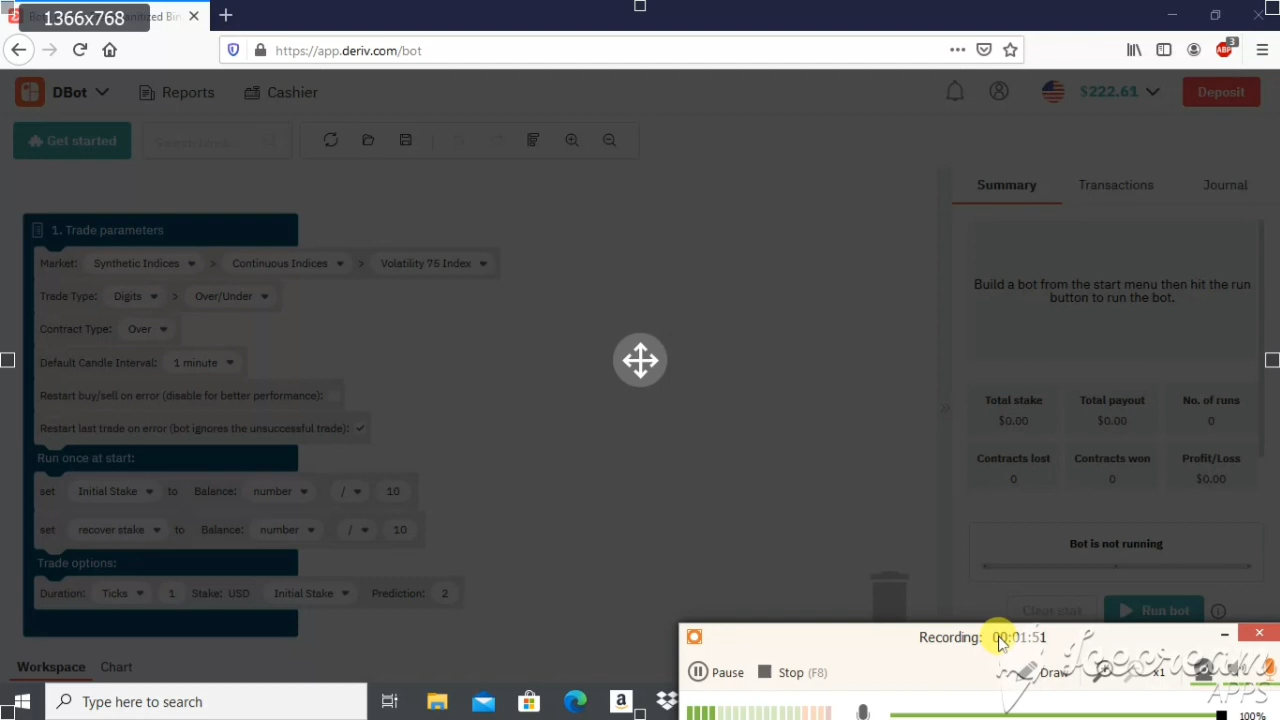 1366x768
https://app.deriv.com/bot
ABP
3
DBot
Reports
Cashier
$222.61
Deposit
Get started
Summary
Transactions
Journal
1. Trade parameters
Market: Synthetic Indices > Continuous Indices > Volatility 75 Index
Trade Type: Digits > Over/Under
Contract Type: Over
Default Candle Interval: 1 minute
Restart buy/sell on error (disable for better performance):
Restart last trade on error (bot ignores the unsuccessful trade):
Run once at start:
set Initial Stake to Balance: number / 10
set recover stake to Balance: number / 10
Trade options:
Duration: Ticks 1 Stake: USD Initial Stake Prediction: 2
Build a bot from the start menu then hit the run
button to run the bot.
Total stake Total payout No. of runs
$0.00 $0.00 0
Contracts lost Contracts won Profit/Loss
0 0 $0.00
Bot is not running
Clear stat
Run bot
Workspace Chart
Recording: 00:01:51
Pause
Stop (F8)
Draw
x1
Icecream
APPS
100%
Type here to search
a